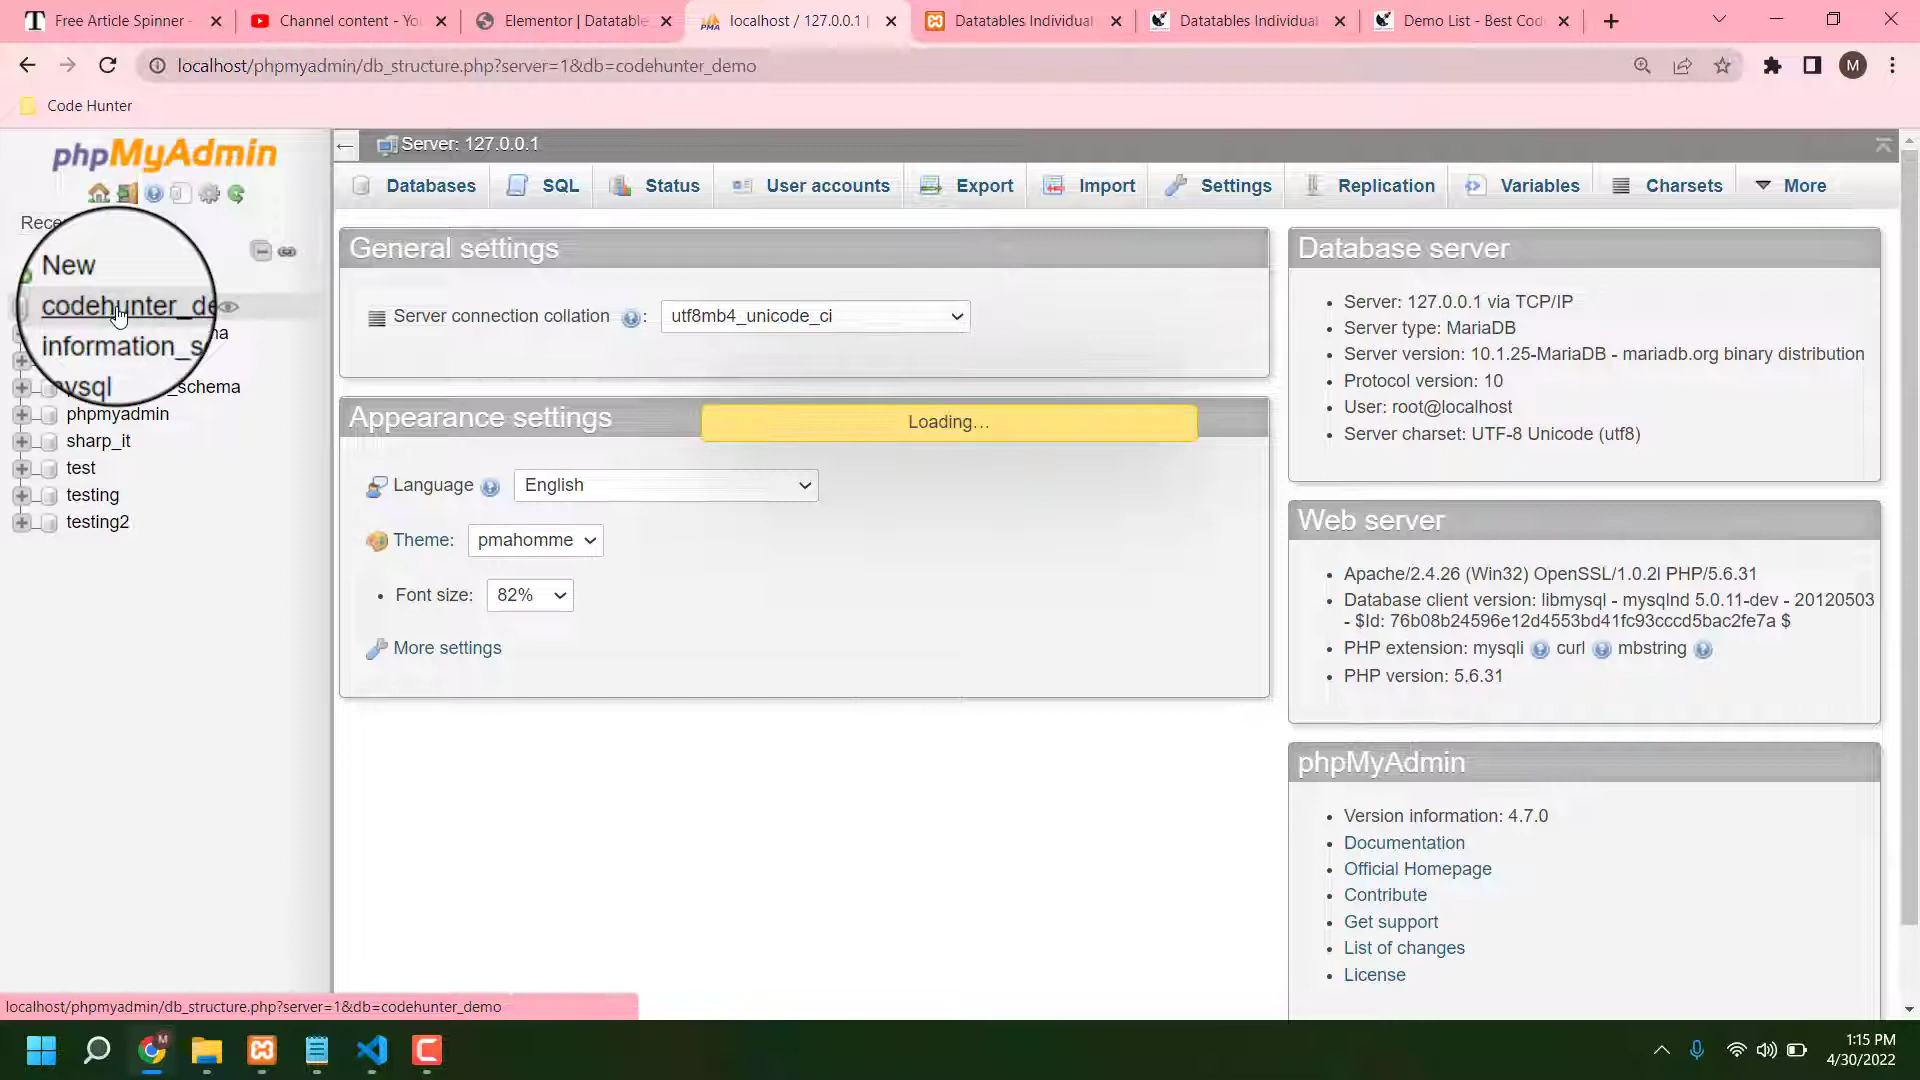 Free Article Spinner -
Channel content - Yo
Elementor | Datatable
localhost / 127.0.0.1 |
Datatables Individual
Datatables Individual
Demo List - Best Cod
localhost/phpmyadmin/db_structure.php?server=1&db=codehunter_demo
M
Code Hunter
phpMyAdmin
Rece
New
codehunter_de
information_s
mysql
_schema
phpmyadmin
sharp_it
test
testing
testing2
Server: 127.0.0.1
Databases
SQL
Status
User accounts
Export
Import
Settings
Replication
Variables
Charsets
More
General settings
Server connection collation :
utf8mb4_unicode_ci
Appearance settings
Loading…
Language
English
Theme:
pmahomme
Font size:
82%
More settings
Database server
Server: 127.0.0.1 via TCP/IP
Server type: MariaDB
Server version: 10.1.25-MariaDB - mariadb.org binary distribution
Protocol version: 10
User: root@localhost
Server charset: UTF-8 Unicode (utf8)
Web server
Apache/2.4.26 (Win32) OpenSSL/1.0.2l PHP/5.6.31
Database client version: libmysql - mysqlnd 5.0.11-dev - 20120503
- $Id: 76b08b24596e12d4553bd41fc93cccd5bac2fe7a $
PHP extension: mysqli curl mbstring
PHP version: 5.6.31
phpMyAdmin
Version information: 4.7.0
Documentation
Official Homepage
Contribute
Get support
List of changes
License
localhost/phpmyadmin/db_structure.php?server=1&db=codehunter_demo
1:15 PM
4/30/2022